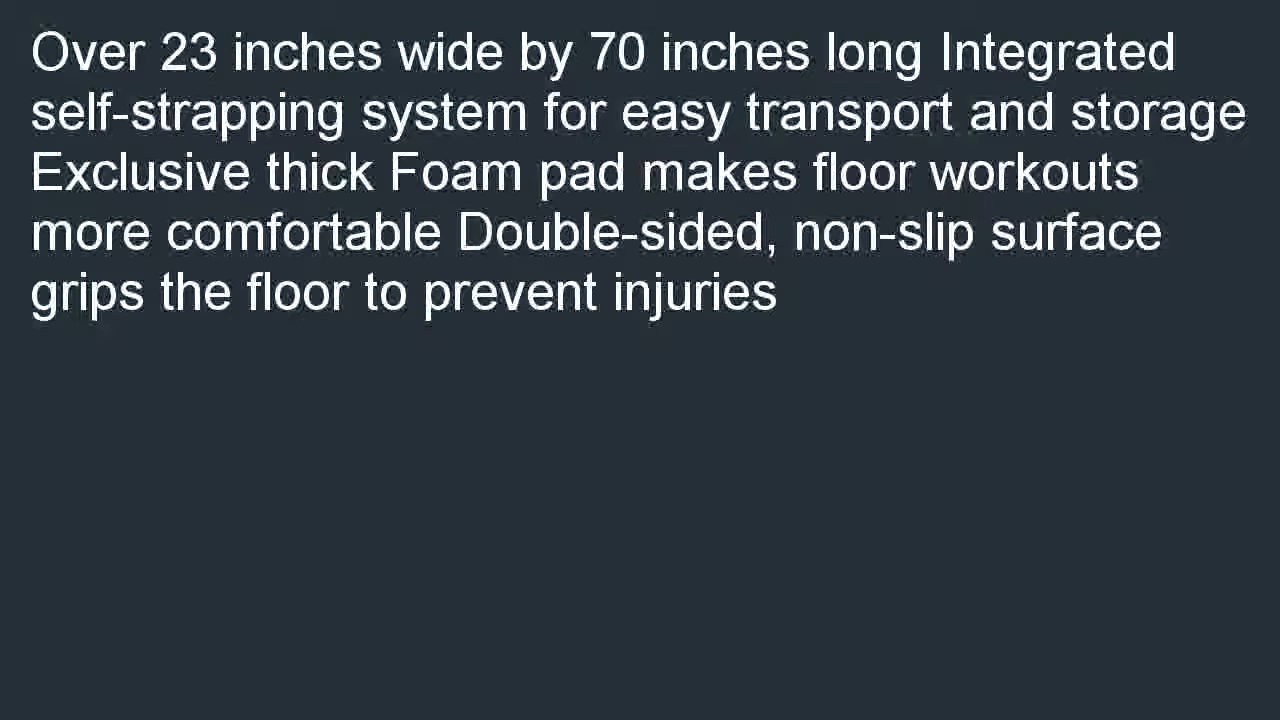 Over 23 inches wide by 70 inches long Integrated
self-strapping system for easy transport and storage
Exclusive thick Foam pad makes floor workouts
more comfortable Double-sided, non-slip surface
grips the floor to prevent injuries